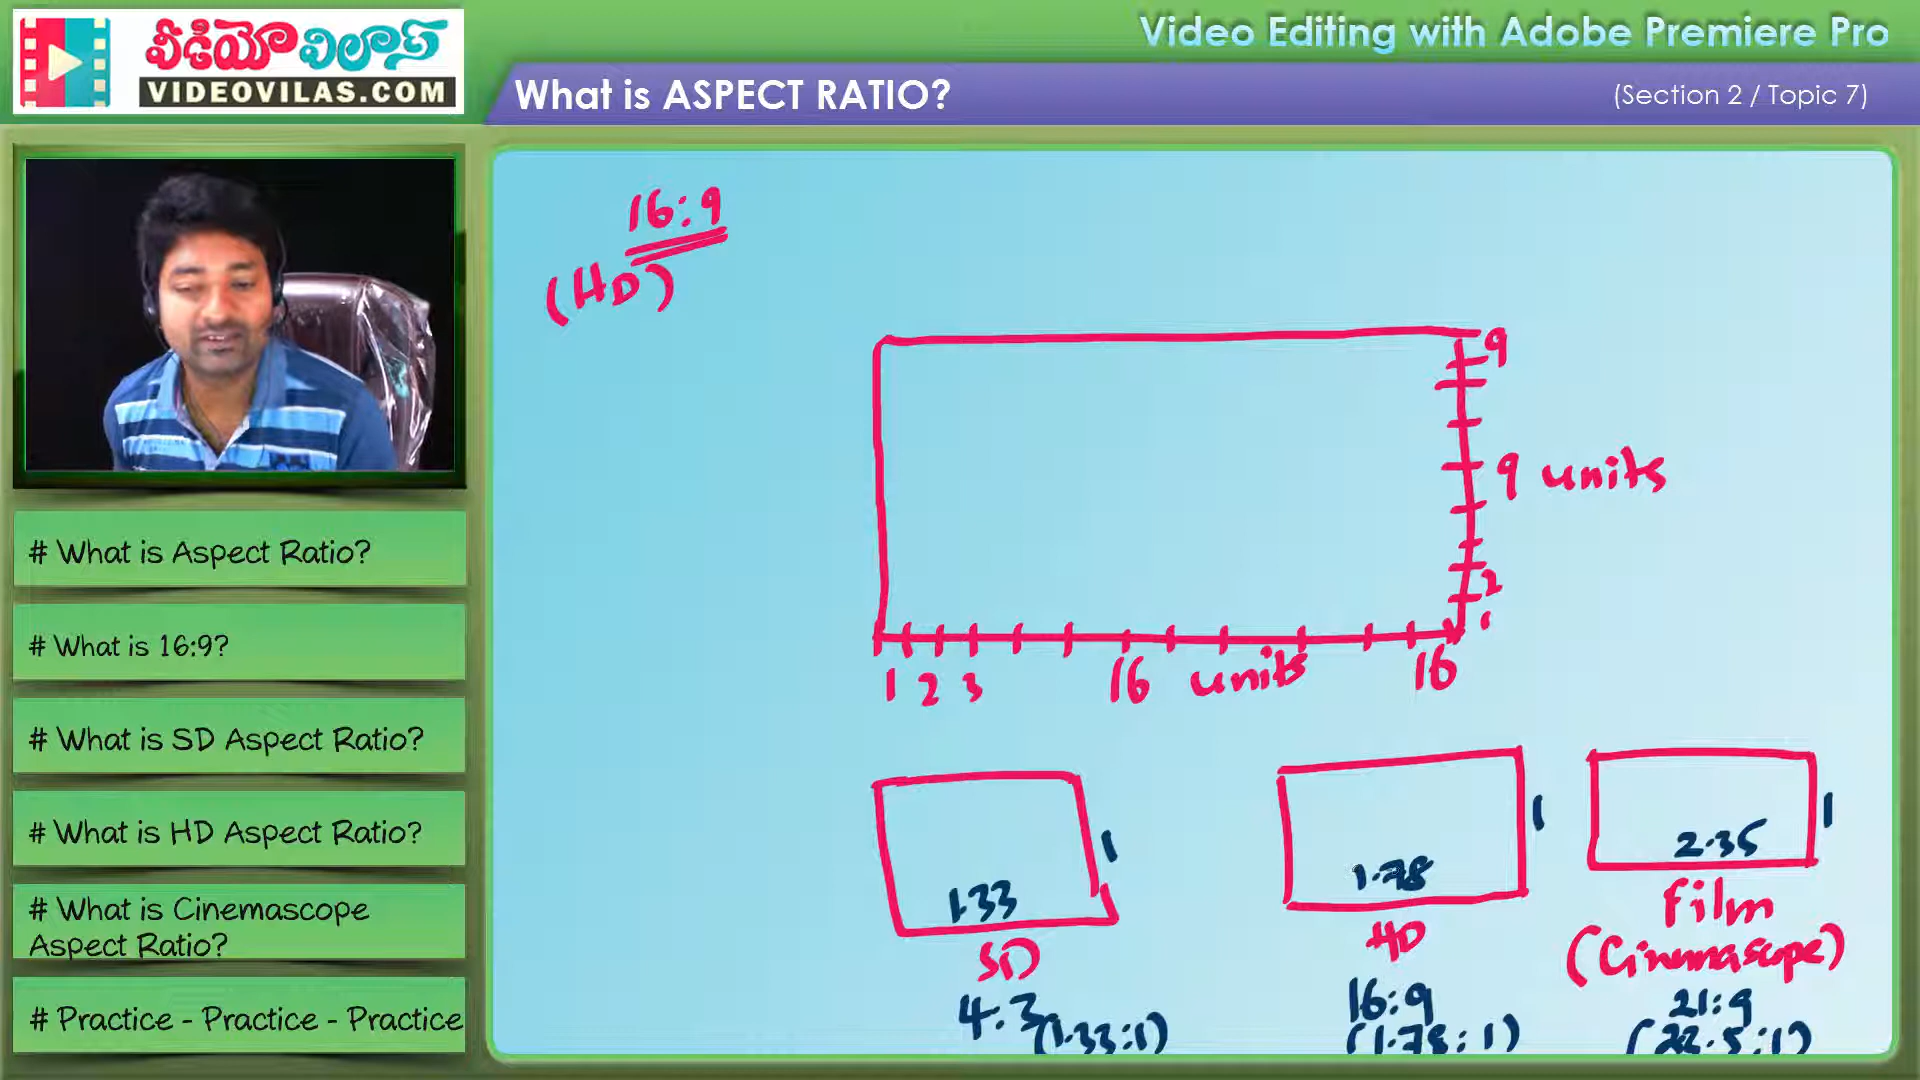 వీడియో విలాస్
VIDEOVILAS.COM
Video Editing with Adobe Premiere Pro
What is ASPECT RATIO?
(Section 2 / Topic 7)
# What is Aspect Ratio?
# What is 16:9?
# What is SD Aspect Ratio?
# What is HD Aspect Ratio?
# What is Cinemascope
Aspect Ratio?
# Practice - Practice - Practice
16:9
(HD)
9
9 units
2
1
1 2 3 16 units 16
1
1.33
SD
4:3
(1.33:1)
1
1.78
HD
16:9
(1.78:1)
1
2.35
Film
(Cinemascope)
21:9